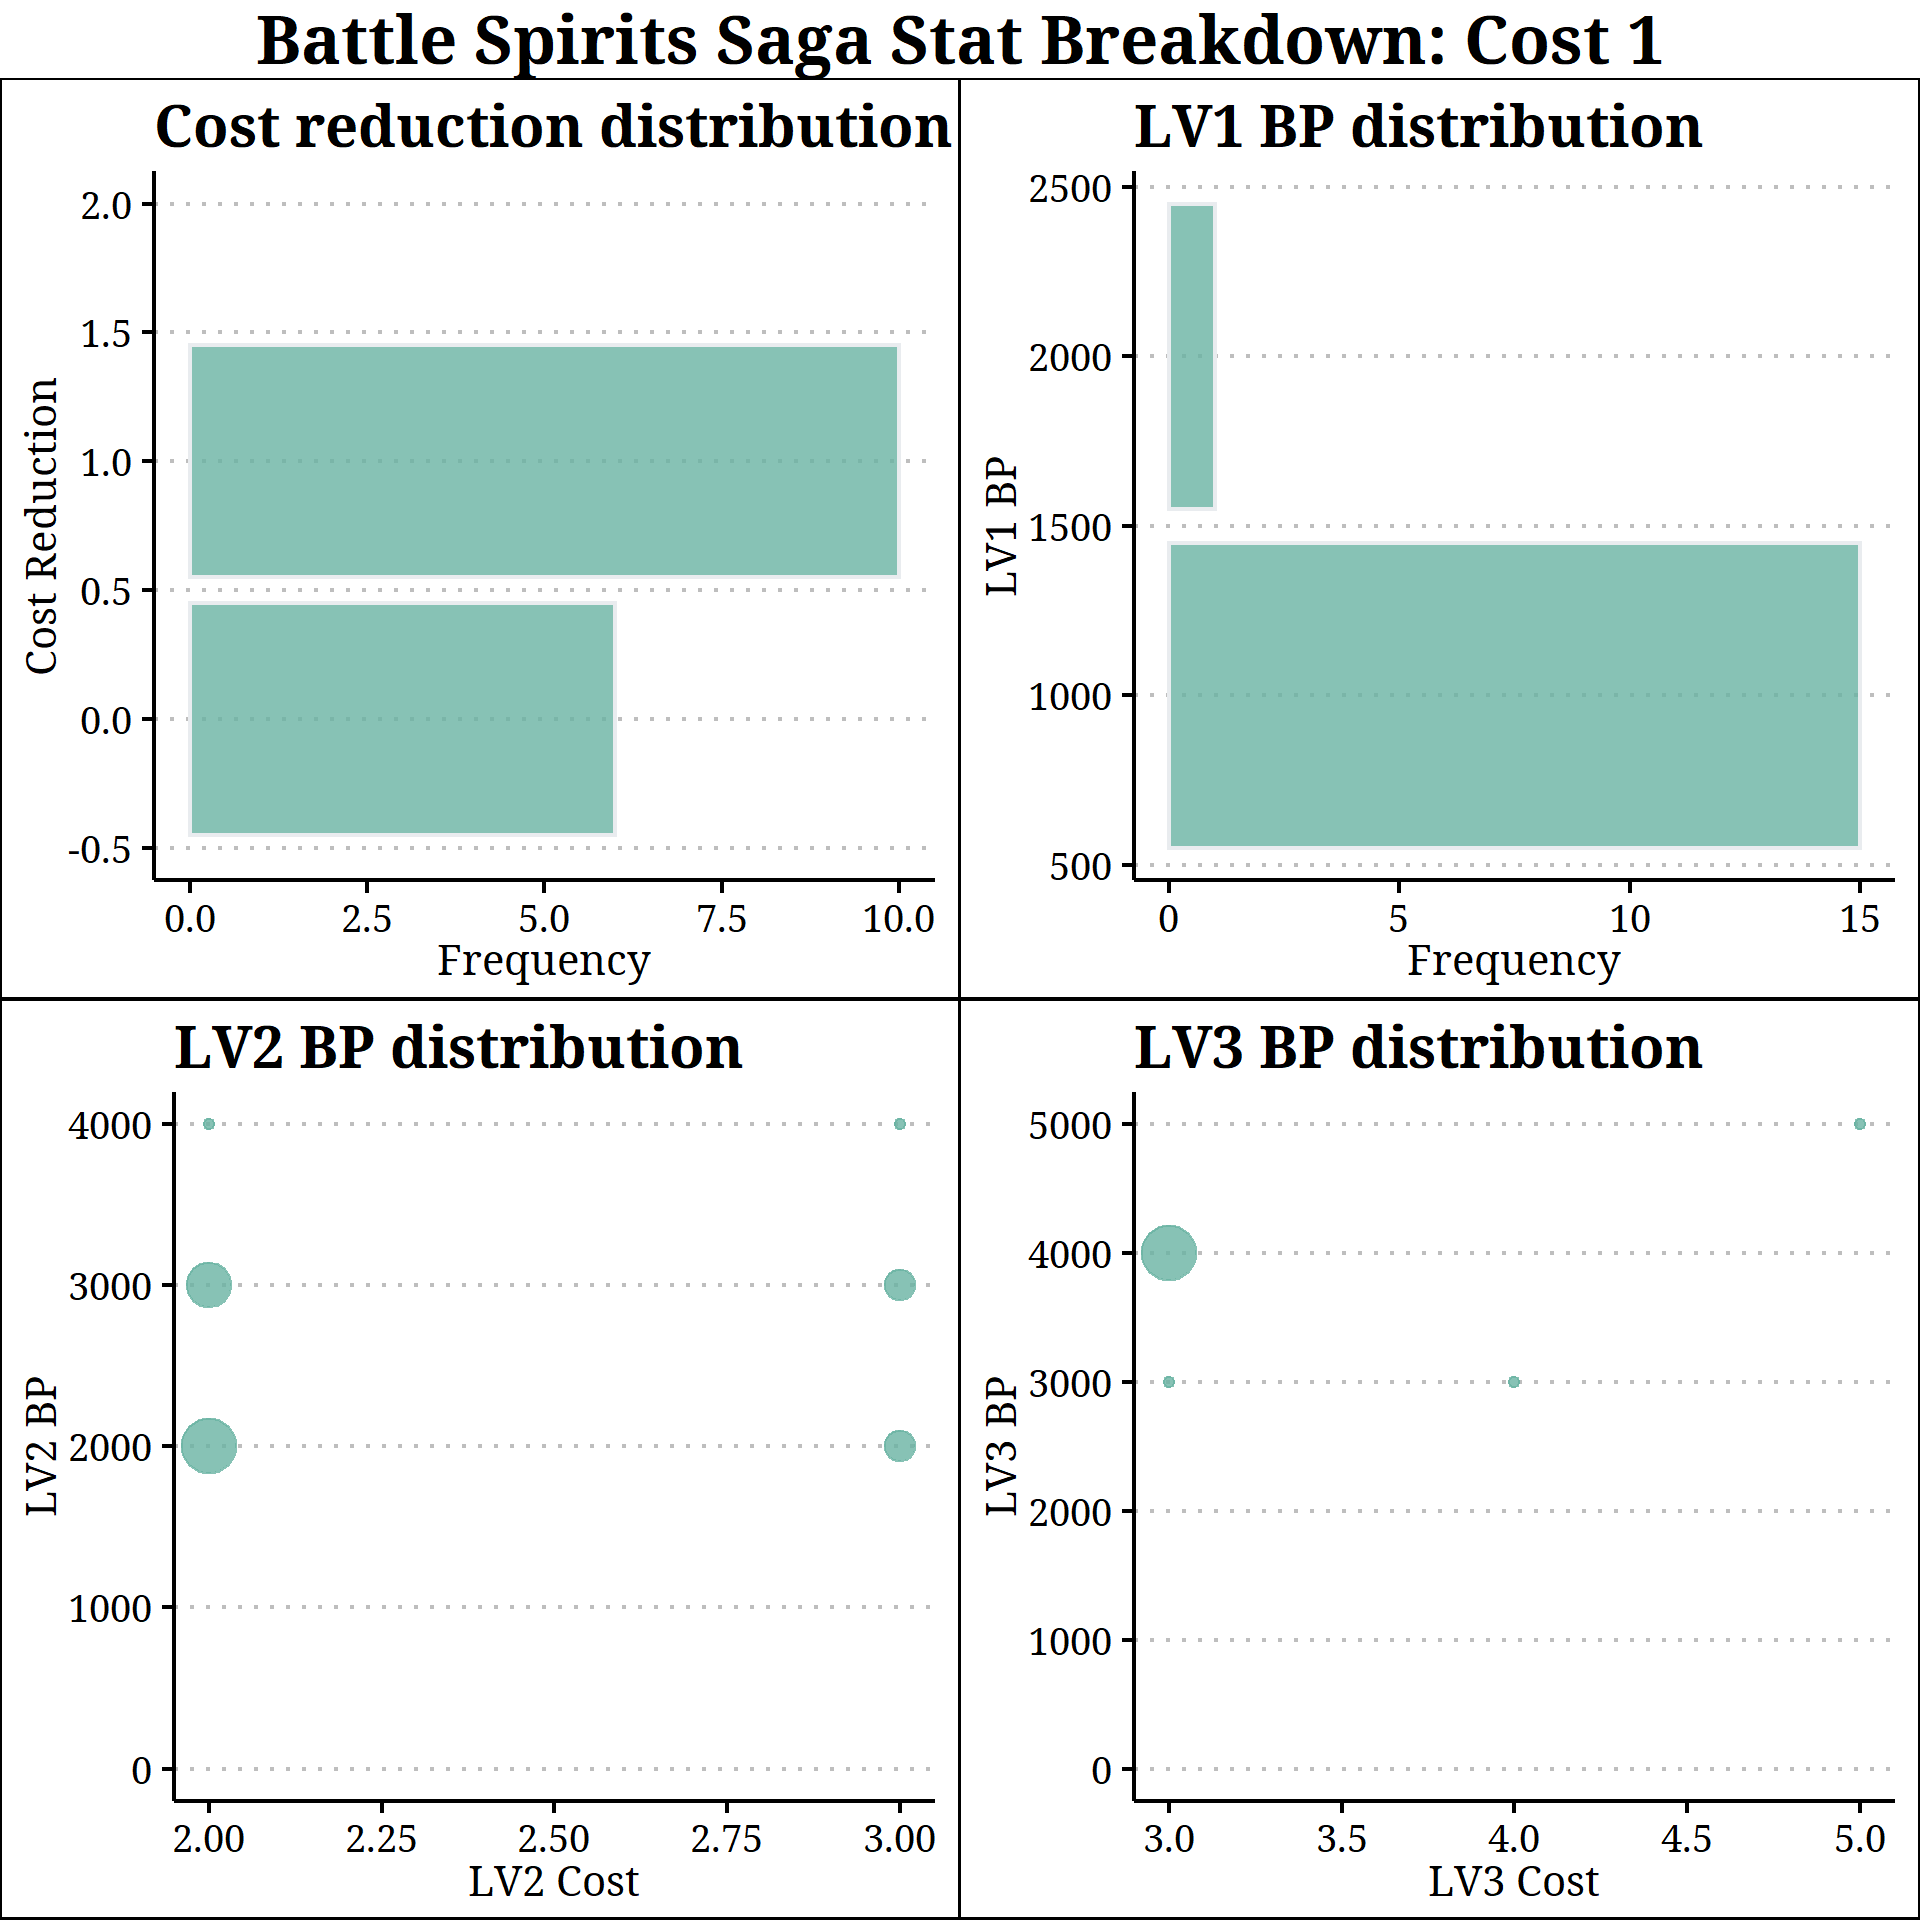 Battle Spirits Saga Stat Breakdown: Cost 1
Cost reduction distribution
Cost Reduction
2.0
1.5
1.0
0.5
0.0
-0.5
0.0 2.5 5.0 7.5 10.0
Frequency
LV1 BP distribution
LV1 BP
2500
2000
1500
1000
500
0 5 10 15
Frequency
LV2 BP distribution
LV2 BP
4000
3000
2000
1000
0
2.00 2.25 2.50 2.75 3.00
LV2 Cost
LV3 BP distribution
LV3 BP
5000
4000
3000
2000
1000
0
3.0 3.5 4.0 4.5 5.0
LV3 Cost